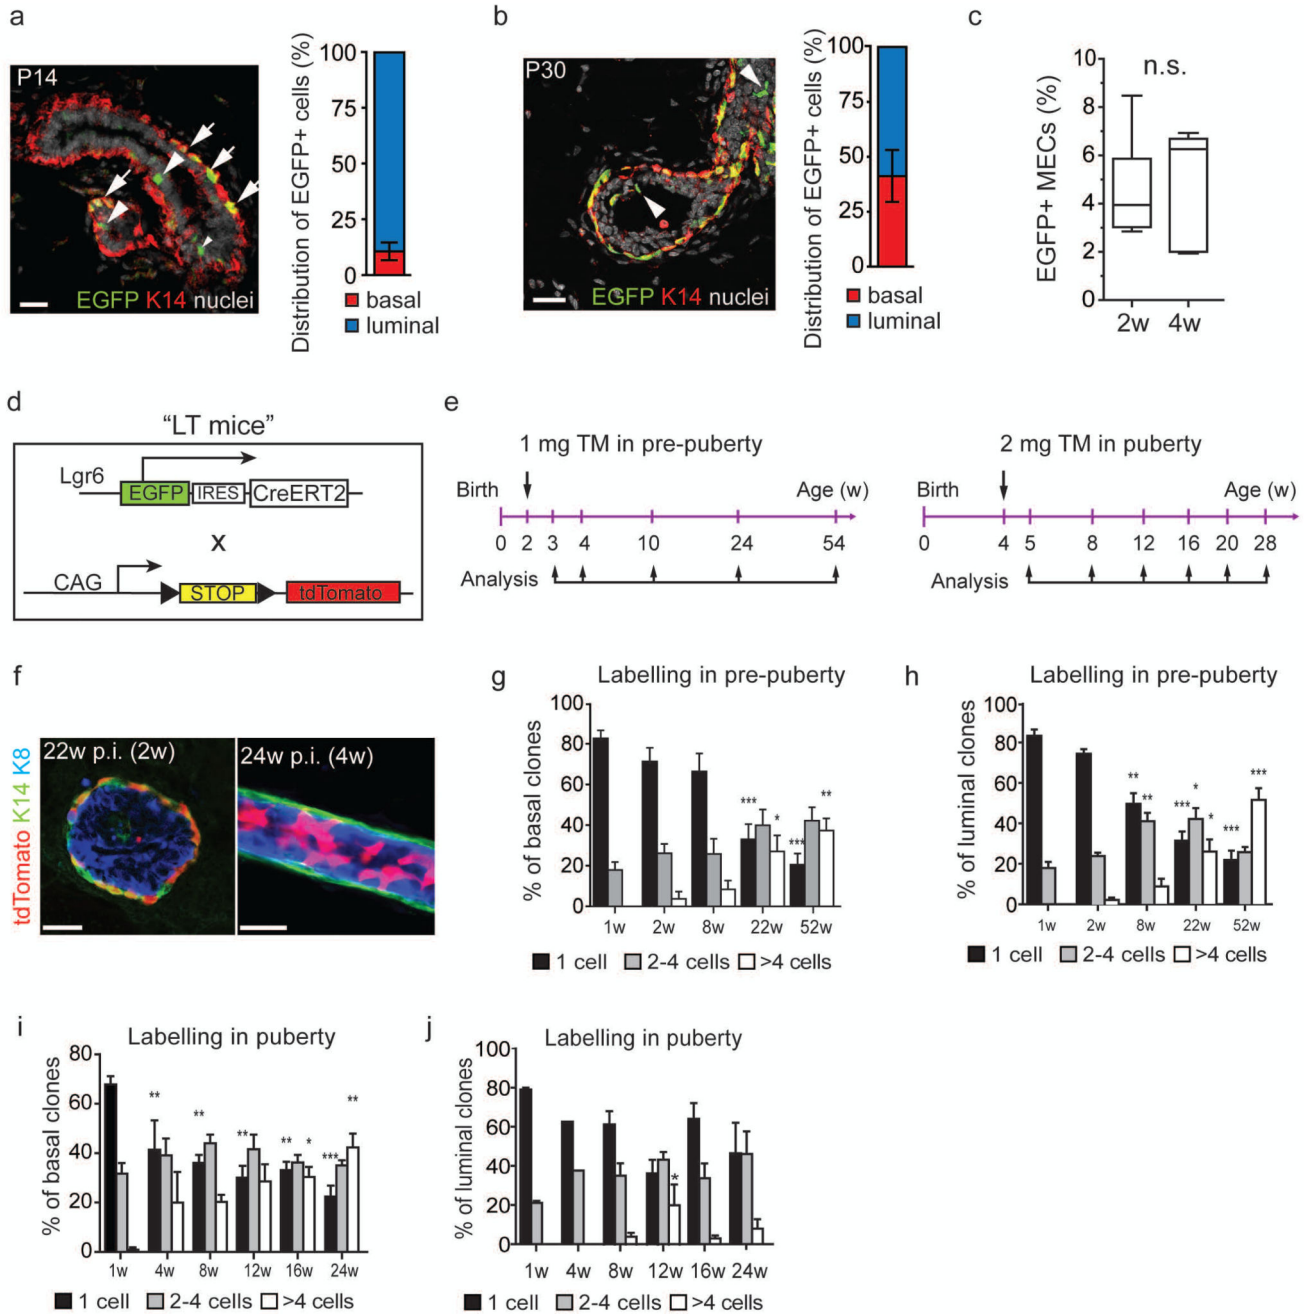 a
P14
EGFP K14 nuclei
Distribution of EGFP+ cells (%)
100
75
50
25
0
basal
luminal
b
P30
EGFP K14 nuclei
Distribution of EGFP+ cells (%)
100
75
50
25
0
basal
luminal
c
n.s.
EGFP+ MECs (%)
10
8
6
4
2
0
2w 4w
d
“LT mice”
Lgr6
EGFP IRES CreERT2
x
CAG
STOP tdTomato
e
1 mg TM in pre-puberty
Birth Age (w)
0 2 3 4 10 24 54
Analysis
2 mg TM in puberty
Birth Age (w)
0 4 5 8 12 16 20 28
Analysis
f
tdTomato K14 K8
22w p.i. (2w)
24w p.i. (4w)
g
Labelling in pre-puberty
% of basal clones
100
80
60
40
20
0
*** * *** **
1w 2w 8w 22w 52w
1 cell 2-4 cells >4 cells
h
Labelling in pre-puberty
% of luminal clones
100
80
60
40
20
0
** ** *** * * *** ***
1w 2w 8w 22w 52w
1 cell 2-4 cells >4 cells
i
Labelling in puberty
% of basal clones
80
60
40
20
0
** ** ** ** * *** **
1w 4w 8w 12w 16w 24w
1 cell 2-4 cells >4 cells
j
Labelling in puberty
% of luminal clones
100
80
60
40
20
0
*
1w 4w 8w 12w 16w 24w
1 cell 2-4 cells >4 cells